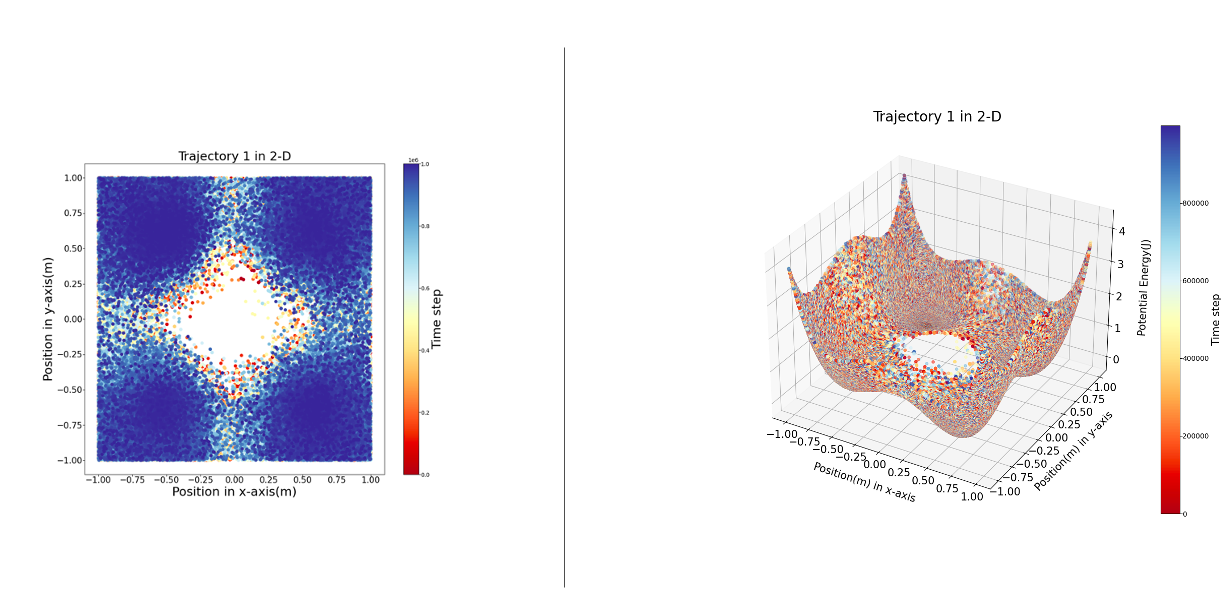 Trajectory 1 in 2-D
1e6
1.0
0.8
0.6
0.4
0.2
0.0
Time step
1.00
0.75
0.50
0.25
0.00
−0.25
−0.50
−0.75
−1.00
Position in y-axis(m)
−1.00 −0.75 −0.50 −0.25 0.00 0.25 0.50 0.75 1.00
Position in x-axis(m)
Trajectory 1 in 2-D
4
3
2
1
0
Potential Energy(J)
−1.00 −0.75 −0.50 −0.25 0.00 0.25 0.50 0.75 1.00
Position(m) in x-axis
1.00
0.75
0.50
0.25
0.00
−0.25
−0.50
−0.75
−1.00
Position(m) in y-axis
800000
600000
400000
200000
0
Time step